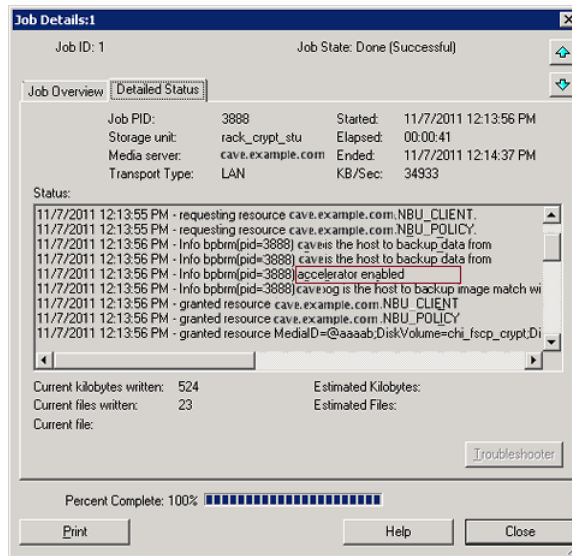 Job Details:1
Job ID: 1 Job State: Done (Successful)
Job Overview Detailed Status
Job PID: 3888 Started: 11/7/2011 12:13:56 PM
Storage unit: rack_crypt_stu Elapsed: 00:00:41
Media server: cave.example.com Ended: 11/7/2011 12:14:37 PM
Transport Type: LAN KB/Sec: 34933
Status:
11/7/2011 12:13:55 PM - requesting resource cave.example.com.NBU_CLIENT.
11/7/2011 12:13:55 PM - requesting resource cave.example.com.NBU_POLICY.
11/7/2011 12:13:56 PM - Info bpbrm(pid=3888) caveis the host to backup data from
11/7/2011 12:13:56 PM - Info bpbrm(pid=3888) caveis the host to backup data from
11/7/2011 12:13:56 PM - Info bpbrm(pid=3888) accelerator enabled
11/7/2011 12:13:56 PM - Info bpbrm(pid=3888) cavexog is the host to backup image match wi
11/7/2011 12:13:56 PM - granted resource cave.example.com.NBU_CLIENT
11/7/2011 12:13:56 PM - granted resource cave.example.com.NBU_POLICY
11/7/2011 12:13:56 PM - granted resource MediaID=@aaaab;DiskVolume=chi_fscp_crypt;Di
Current kilobytes written: 524 Estimated Kilobytes:
Current files written: 23 Estimated Files:
Current file:
Troubleshooter
Percent Complete: 100%
Print Help Close